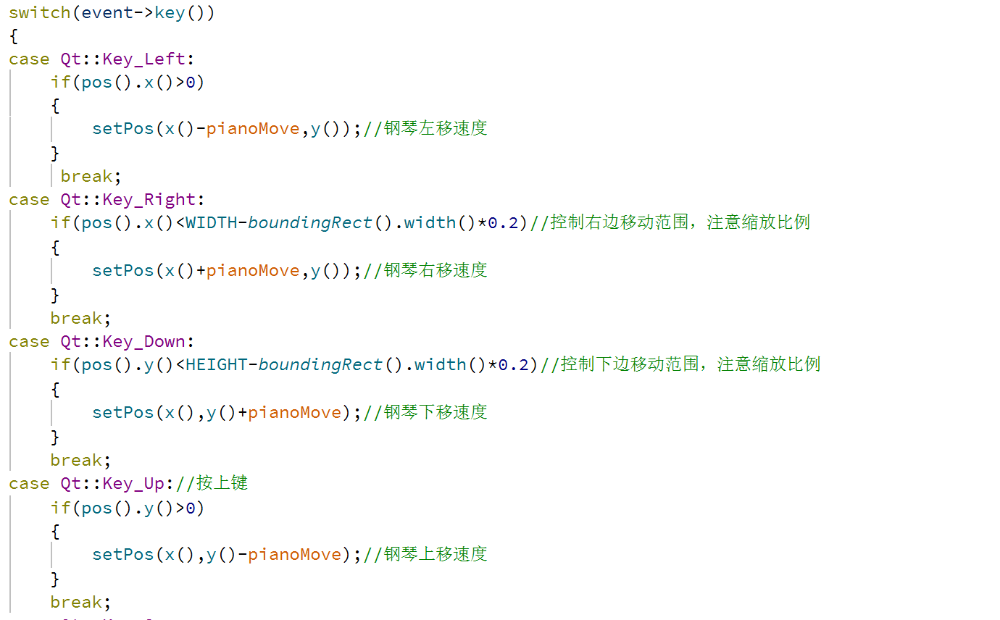 switch(event->key())
{
case Qt::Key_Left:
    if(pos().x()>0)
    {
        setPos(x()-pianoMove,y());//钢琴左移速度
    }
     break;
case Qt::Key_Right:
    if(pos().x()<WIDTH-boundingRect().width()*0.2)//控制右边移动范围，注意缩放比例
    {
        setPos(x()+pianoMove,y());//钢琴右移速度
    }
    break;
case Qt::Key_Down:
    if(pos().y()<HEIGHT-boundingRect().width()*0.2)//控制下边移动范围，注意缩放比例
    {
        setPos(x(),y()+pianoMove);//钢琴下移速度
    }
    break;
case Qt::Key_Up://按上键
    if(pos().y()>0)
    {
        setPos(x(),y()-pianoMove);//钢琴上移速度
    }
    break;